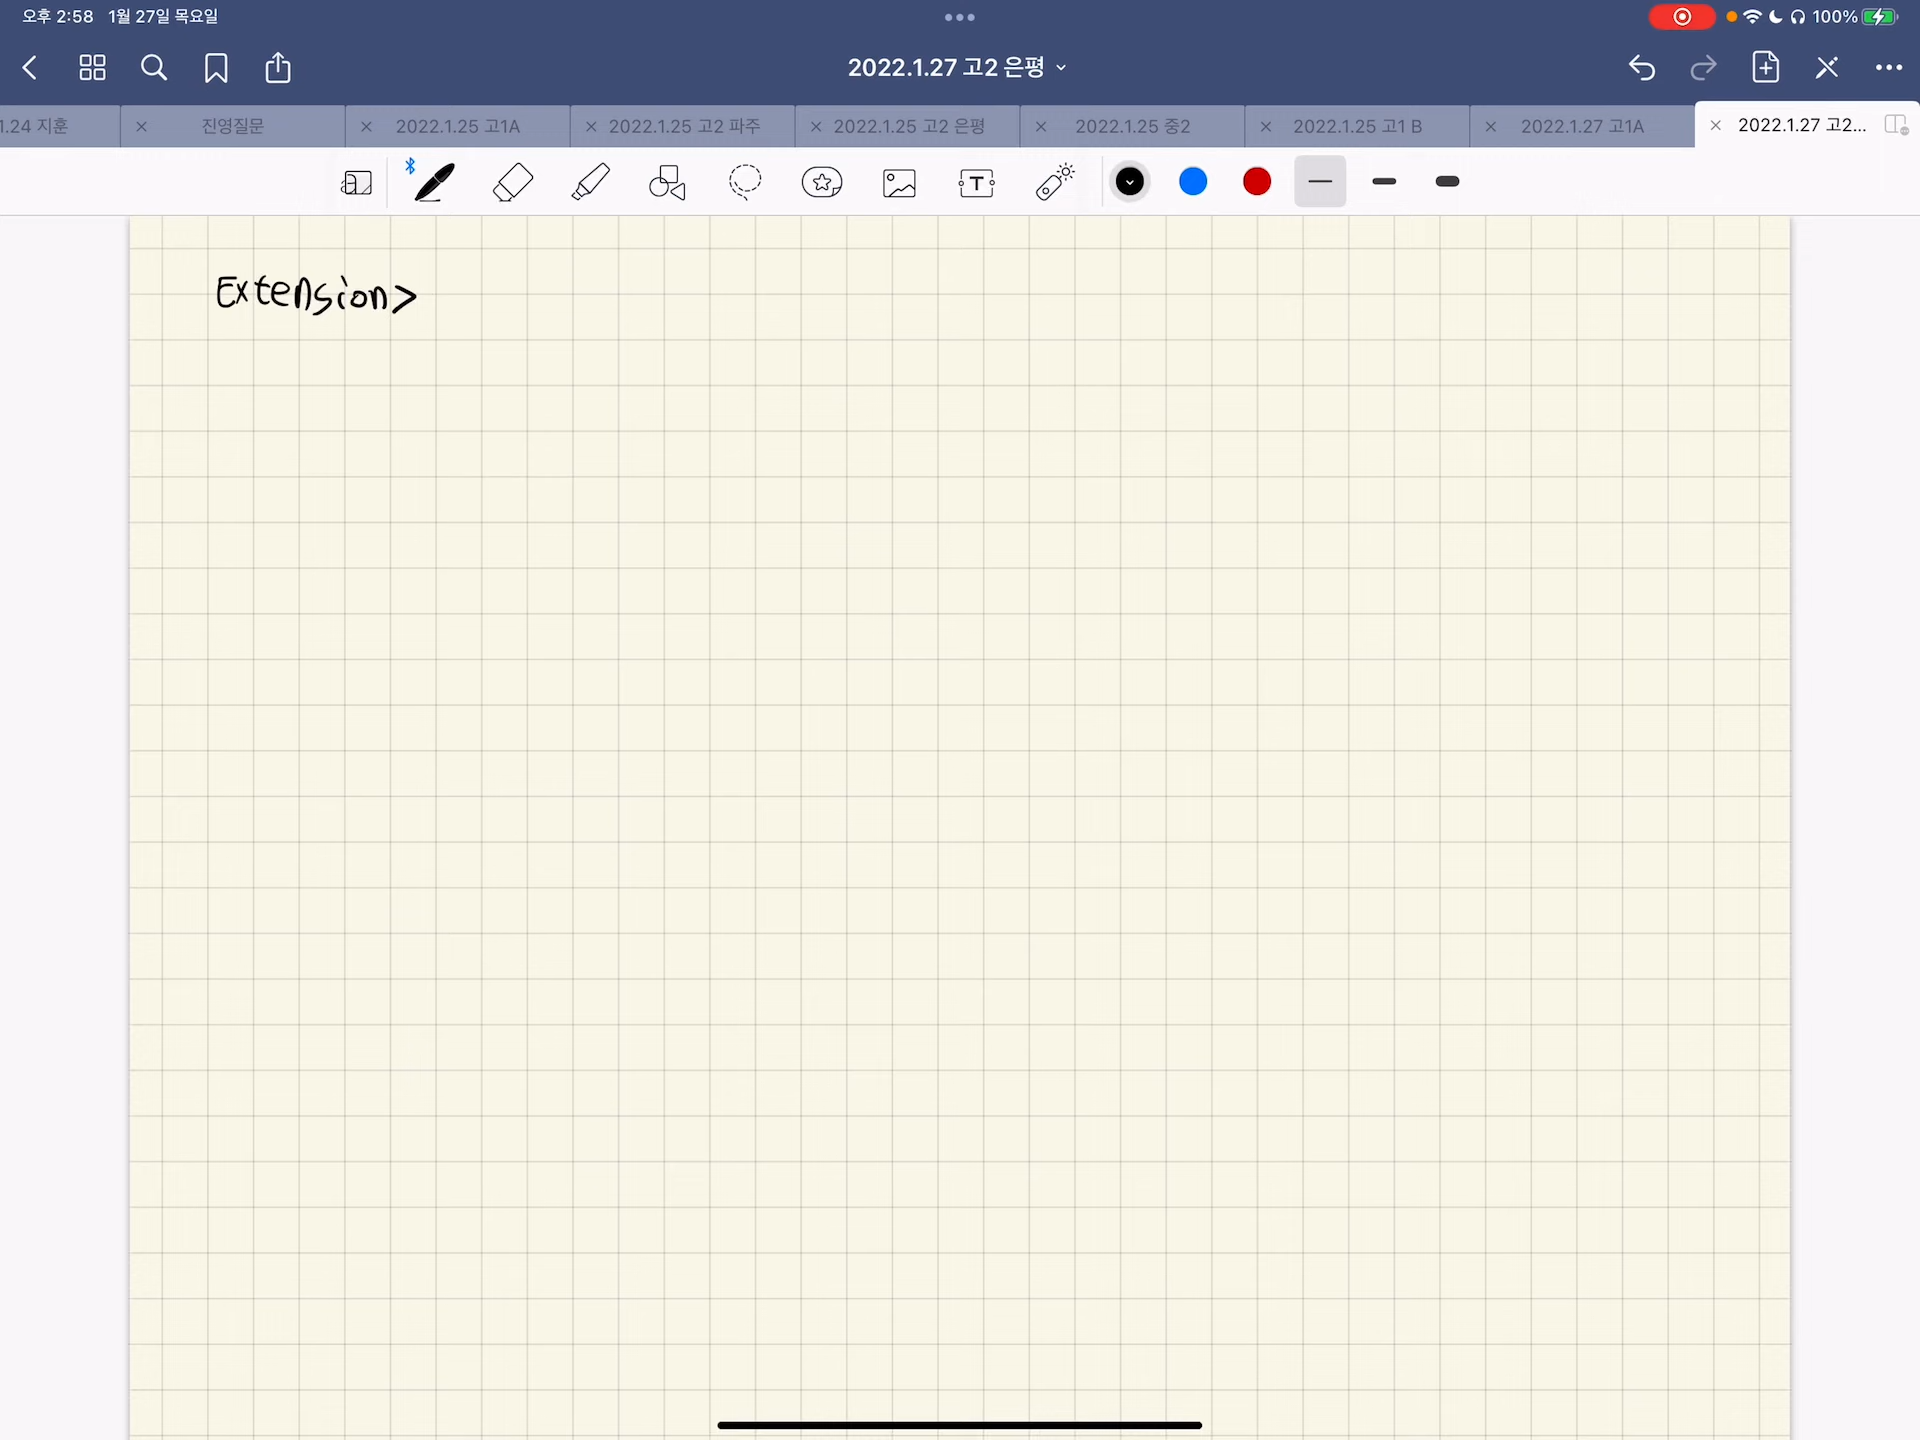 오후 2:58 1월 27일 목요일
100%
2022.1.27 고2 은평
1.24 지훈
진영질문
2022.1.25 고1A
2022.1.25 고2 파주
2022.1.25 고2 은평
2022.1.25 중2
2022.1.25 고1 B
2022.1.27 고1A
2022.1.27 고2...
Extension>